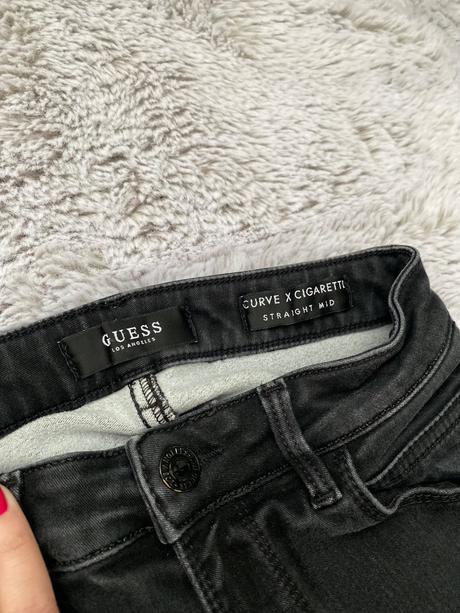 GUESS
LOS ANGELES
CURVE X CIGARETTE
STRAIGHT MID